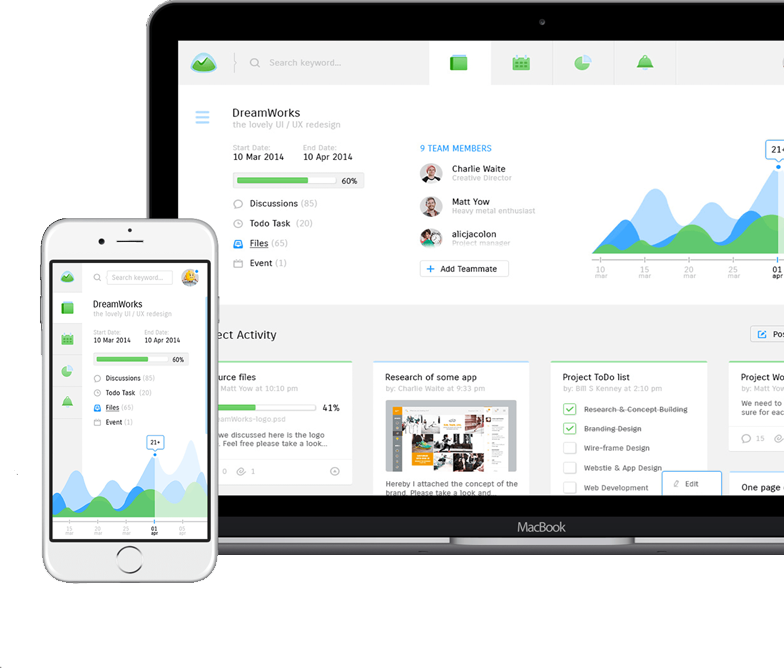 Search keyword...
DreamWorks
the lovely UI / UX redesign
Start Date:
End Date:
10 Mar 2014
10 Apr 2014
60%
Discussions (85)
Todo Task (20)
Files (65)
Event (1)
9 TEAM MEMBERS
Charlie Waite
Creative Director
Matt Yow
Heavy metal enthusiast
alicjacolon
Project manager
+ Add Teammate
21+
10 mar
15 mar
20 mar
25 mar
01 apr
ect Activity
Pos
urce files
Matt Yow at 10:10 pm
41%
eamWorks-logo.psd
we discussed here is the logo
. Feel free please take a look...
0
1
Research of some app
by: Charlie Waite at 9:33 pm
Hereby I attached the concept of the
brand. Please take a look and...
Project ToDo list
by: Bill S Kenney at 2:10 pm
Research & Concept Building
Branding Design
Wire-frame Design
Webstie & App Design
Web Development
Edit
Project Wo
by: Matt Yow
We need to
sure for eac
15
One page
MacBook
Search keyword...
DreamWorks
the lovely UI / UX redesign
Start Date:
End Date:
10 Mar 2014
10 Apr 2014
60%
Discussions (85)
Todo Task (20)
Files (65)
Event (1)
21+
15 mar
20 mar
25 mar
01 apr
05 apr